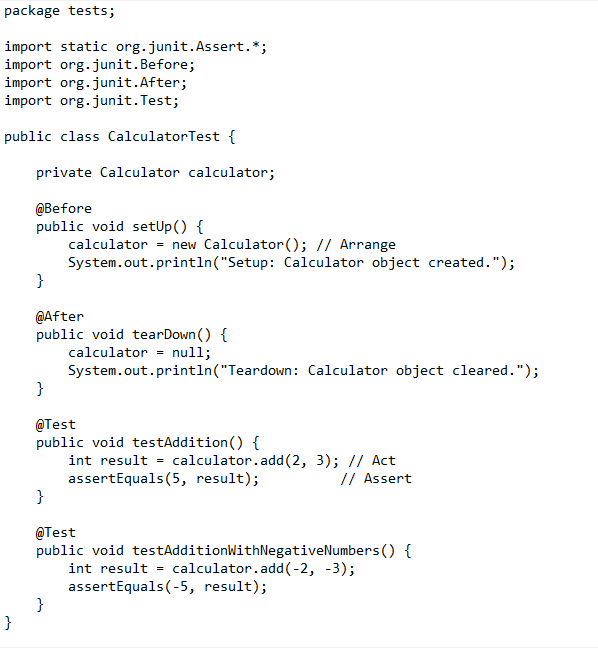 package tests;

import static org.junit.Assert.*;
import org.junit.Before;
import org.junit.After;
import org.junit.Test;

public class CalculatorTest {

    private Calculator calculator;

    @Before
    public void setUp() {
        calculator = new Calculator(); // Arrange
        System.out.println("Setup: Calculator object created.");
    }

    @After
    public void tearDown() {
        calculator = null;
        System.out.println("Teardown: Calculator object cleared.");
    }

    @Test
    public void testAddition() {
        int result = calculator.add(2, 3); // Act
        assertEquals(5, result);          // Assert
    }

    @Test
    public void testAdditionWithNegativeNumbers() {
        int result = calculator.add(-2, -3);
        assertEquals(-5, result);
    }
}